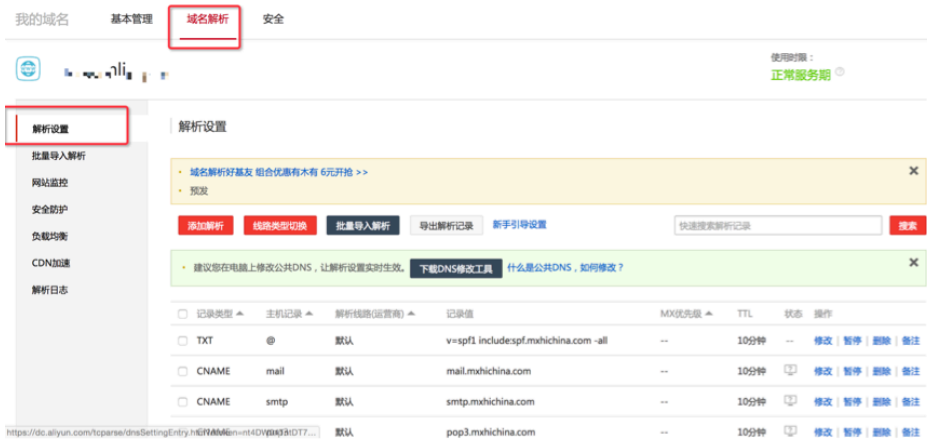 我的域名 基本管理 域名解析 安全
使用时限：
正常服务期
解析设置
批量导入解析
网站监控
安全防护
负载均衡
CDN加速
解析日志
解析设置
域名解析好基友 组合优惠有木有 6元开抢 >>
预发
添加解析 线路类型切换 批量导入解析 导出解析记录 新手引导设置 快速搜索解析记录 搜索
建议您在电脑上修改公共DNS，让解析设置实时生效。 下载DNS修改工具 什么是公共DNS，如何修改？
记录类型 主机记录 解析线路(运营商) 记录值 MX优先级 TTL 状态 操作
TXT @ 默认 v=spf1 include:spf.mxhichina.com -all -- 10分钟 -- 修改 暂停 删除 备注
CNAME mail 默认 mail.mxhichina.com -- 10分钟 修改 暂停 删除 备注
CNAME smtp 默认 smtp.mxhichina.com -- 10分钟 修改 暂停 删除 备注
默认 pop3.mxhichina.com -- 10分钟 修改 暂停 删除 备注
https://dc.aliyun.com/tcparse/dnsSettingEntry.